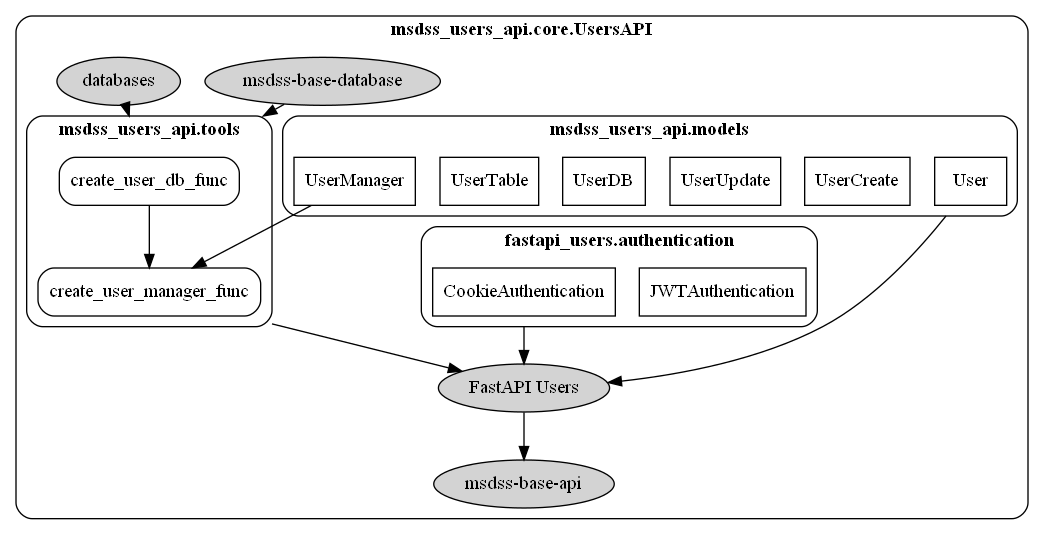 msdss_users_api.core.UsersAPI
databases
msdss-base-database
msdss_users_api.tools
msdss_users_api.models
create_user_db_func
UserManager
UserTable
UserDB
UserUpdate
UserCreate
User
fastapi_users.authentication
create_user_manager_func
CookieAuthentication
JWTAuthentication
FastAPI Users
msdss-base-api